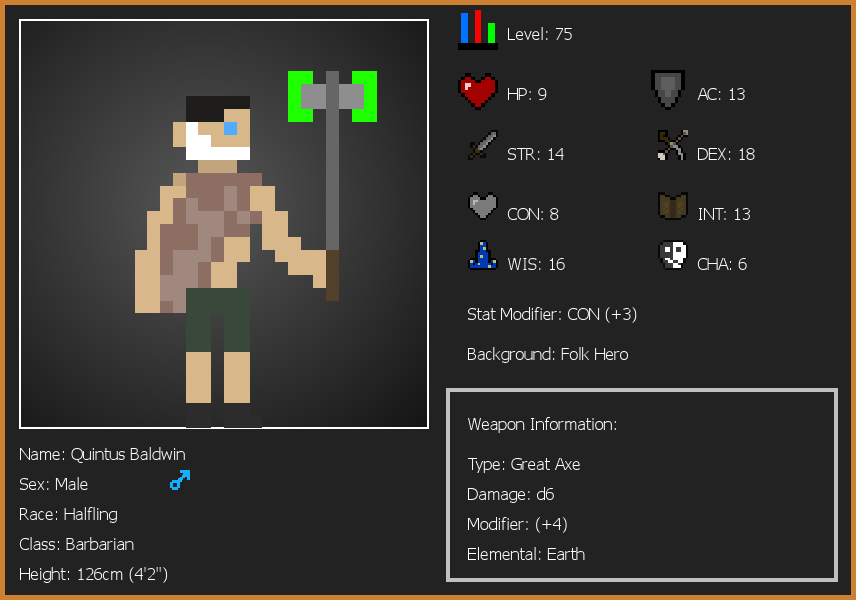 Level: 75
HP: 9
AC: 13
STR: 14
DEX: 18
CON: 8
INT: 13
WIS: 16
CHA: 6
Stat Modifier: CON (+3)
Background: Folk Hero
Weapon Information:
Type: Great Axe
Damage: d6
Modifier: (+4)
Elemental: Earth
Name: Quintus Baldwin
Sex: Male
Race: Halfling
Class: Barbarian
Height: 126cm (4'2")